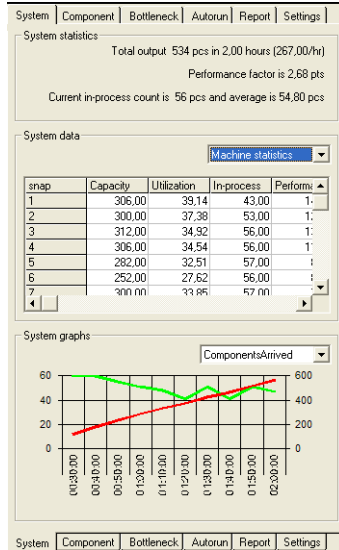 System Component Bottleneck Autorun Report Settings
System statistics
Total output 534 pcs in 2,00 hours (267,00/hr)
Performance factor is 2,68 pts
Current in-process count is 56 pcs and average is 54,80 pcs
System data
Machine statistics
snap Capacity Utilization In-process Performa
1 306,00 39,14 43,00
2 300,00 37,38 53,00
3 312,00 34,92 56,00
4 306,00 34,54 56,00
5 282,00 32,51 57,00
6 252,00 27,62 56,00
7 300,00 33,85 57,00
System graphs
ComponentsArrived
60 600
40 400
20 200
0 0
00:30:00 00:40:00 00:50:00 01:00:00 01:10:00 01:20:00 01:30:00 01:40:00 01:50:00 02:00:00
System Component Bottleneck Autorun Report Settings